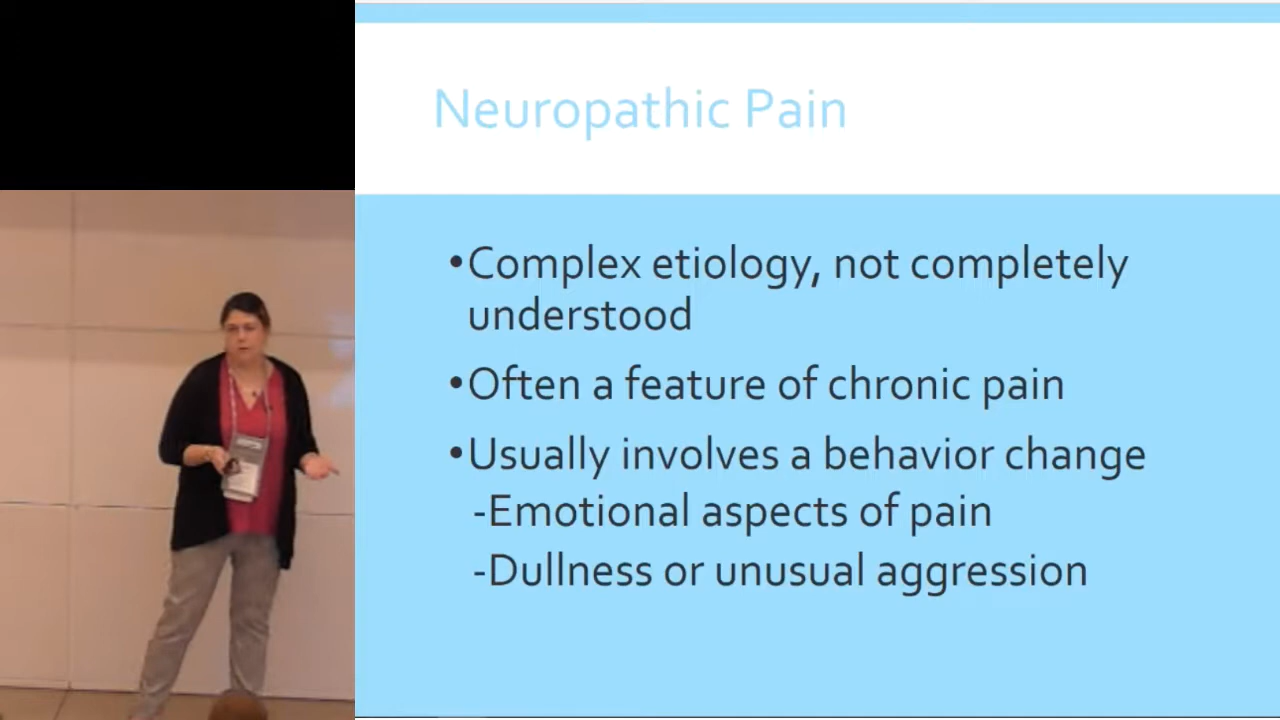 Neuropathic Pain
•Complex etiology, not completely
understood
•Often a feature of chronic pain
•Usually involves a behavior change
-Emotional aspects of pain
-Dullness or unusual aggression